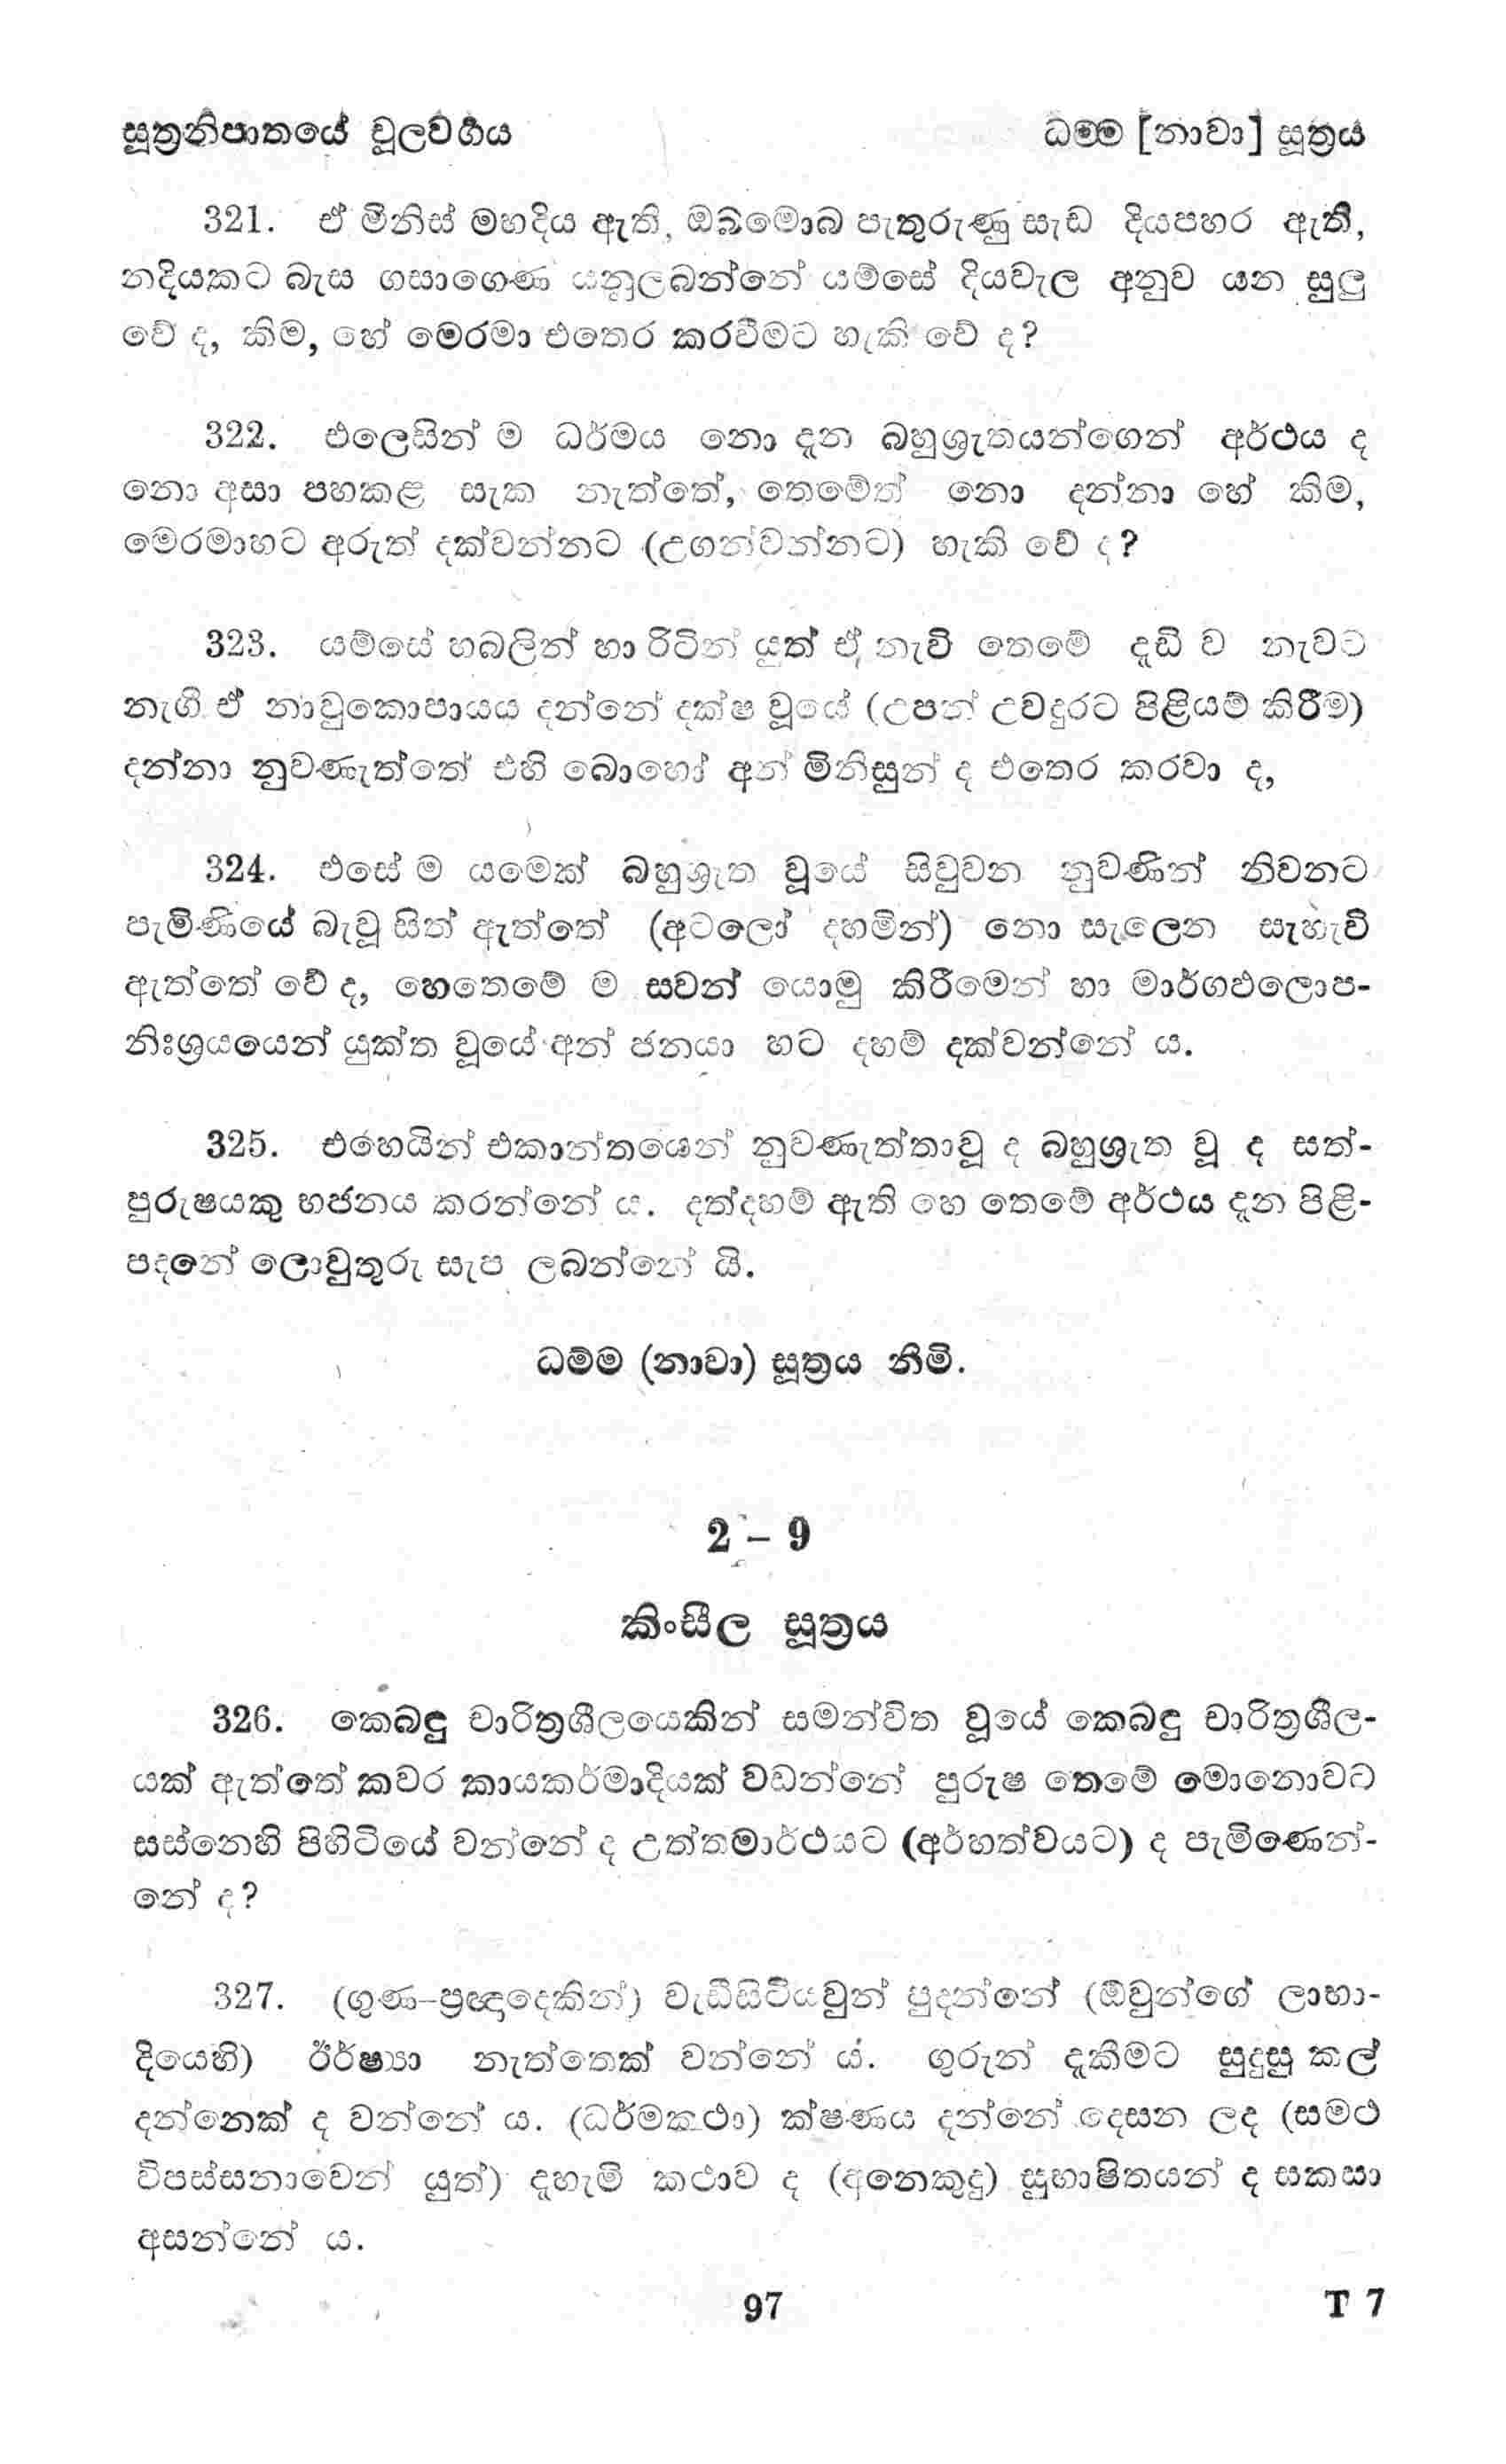 සූත්‍රනිපාතයේ චූලවර්‍ගය ධම්ම [නාවා] සූත්‍රය
321. ඒ මිනිස් මහදිය ඇති, ඔබමොබ පැතුරුණු සැඩ දියපහර ඇති,
නදියකට බැස ගසාගෙණ යනුලබන්නේ යම්සේ දියවැල අනුව යන සුලු
වේ ද, කිම, හේ මෙරමා එතෙර කරවීමට හැකි වේ ද?
322. එලෙසින් ම ධර්මය නො දැන බහුශ්‍රැතයන්ගෙන් අර්ථය ද
නො අසා පහකළ සැක නැත්තේ, තෙමේත් නො දන්නා හේ කිම,
මෙරමාහට අරුත් දක්වන්නට (උගන්වන්නට) හැකි වේ ද?
323. යම්සේ හබලින් හා රිටින් යුත් ඒ නැව් තෙමේ දැඩි ව නැවට
නැගී ඒ නාවුකොපායය දන්නේ දක්ෂ වූයේ (උපන් උවදුරට පිළියම් කිරීම)
දන්නා නුවණැත්තේ එහි බොහෝ අන් මිනිසුන් ද එතෙර කරවා ද,
324. එසේ ම යමෙක් බහුශ්‍රැත වූයේ සිවුවන නුවණින් නිවනට
පැමිණියේ බැවූ සිත් ඇත්තේ (අටලෝ දහමින්) නො සැලෙන සැහැවි
ඇත්තේ වේ ද, හෙතෙමේ ම සවන් යොමු කිරීමෙන් හා මාර්ගඵලොප-
නිඃශ්‍රයයෙන් යුක්ත වූයේ අන් ජනයා හට දහම් දක්වන්නේ ය.
325. එහෙයින් එකාන්තයෙන් නුවණැත්තාවූ ද බහුශ්‍රැත වූ ද සත්-
පුරුෂයකු භජනය කරන්නේ ය. දත්දහම් ඇති හෙ තෙමේ අර්ථය දැන පිළි-
පදනේ ලොවුතුරු සැප ලබන්නේ යි.
ධම්ම (නාවා) සූත්‍රය නිමි.
2 – 9
කිංසීල සූත්‍රය
326. කෙබඳු චාරිත්‍රශීලයෙකින් සමන්විත වූයේ කෙබඳු චාරිත්‍රශීල-
යක් ඇත්තේ කවර කායකර්මාදියක් වඩන්නේ පුරුෂ තෙමේ මොනොවට
සස්නෙහි පිහිටියේ වන්නේ ද උත්තමාර්ථයට (අර්හත්වයට) ද පැමිණෙන්-
නේ ද?
327. (ගුණ-ප්‍රඥාදෙකින්) වැඩිසිටියවුන් පුදන්නේ (ඔවුන්ගේ ලාභා-
දියෙහි) ඊර්ෂ්‍යා නැත්තෙක් වන්නේ ය. ගුරුන් දැකීමට සුදුසු කල්
දන්නෙක් ද වන්නේ ය. (ධර්මකථා) ක්ෂණය දන්නේ දෙසන ලද (සමථ
විපස්සනාවෙන් යුත්) දැහැමි කථාව ද (අනෙකුදු) සුභාෂිතයන් ද සකසා
අසන්නේ ය.
97 T 7